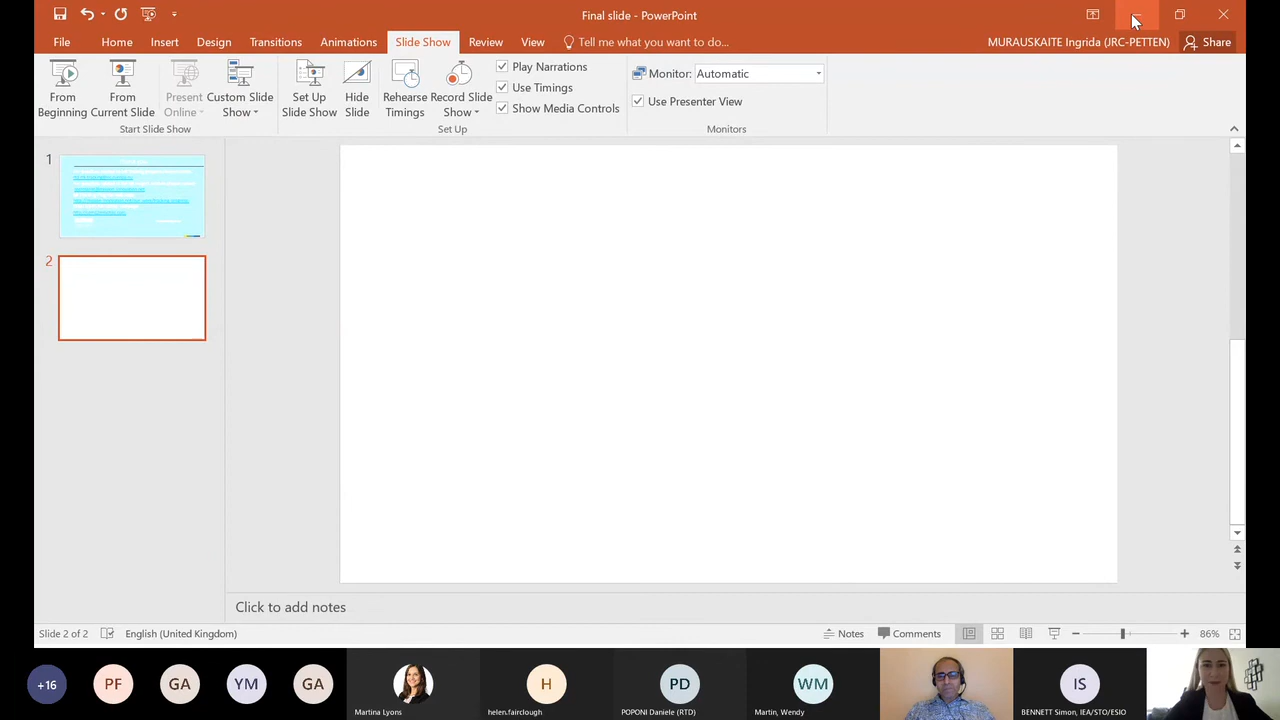 Final slide - PowerPoint
File
Home
Insert
Design
Transitions
Animations
Slide Show
Review
View
Tell me what you want to do...
MURAUSKAITE Ingrida (JRC-PETTEN)
Share
From Beginning
From Current Slide
Present Online
Custom Slide Show
Start Slide Show
Set Up Slide Show
Hide Slide
Rehearse Timings
Record Slide Show
Play Narrations
Use Timings
Show Media Controls
Set Up
Monitor:
Automatic
Use Presenter View
Monitors
1
2
Click to add notes
Slide 2 of 2
English (United Kingdom)
Notes
Comments
86%
+16
PF
GA
YM
GA
Martina Lyons
H
helen.fairclough
PD
POPONI Daniele (RTD)
WM
Martin, Wendy
IS
BENNETT Simon, IEA/STO/ESIO